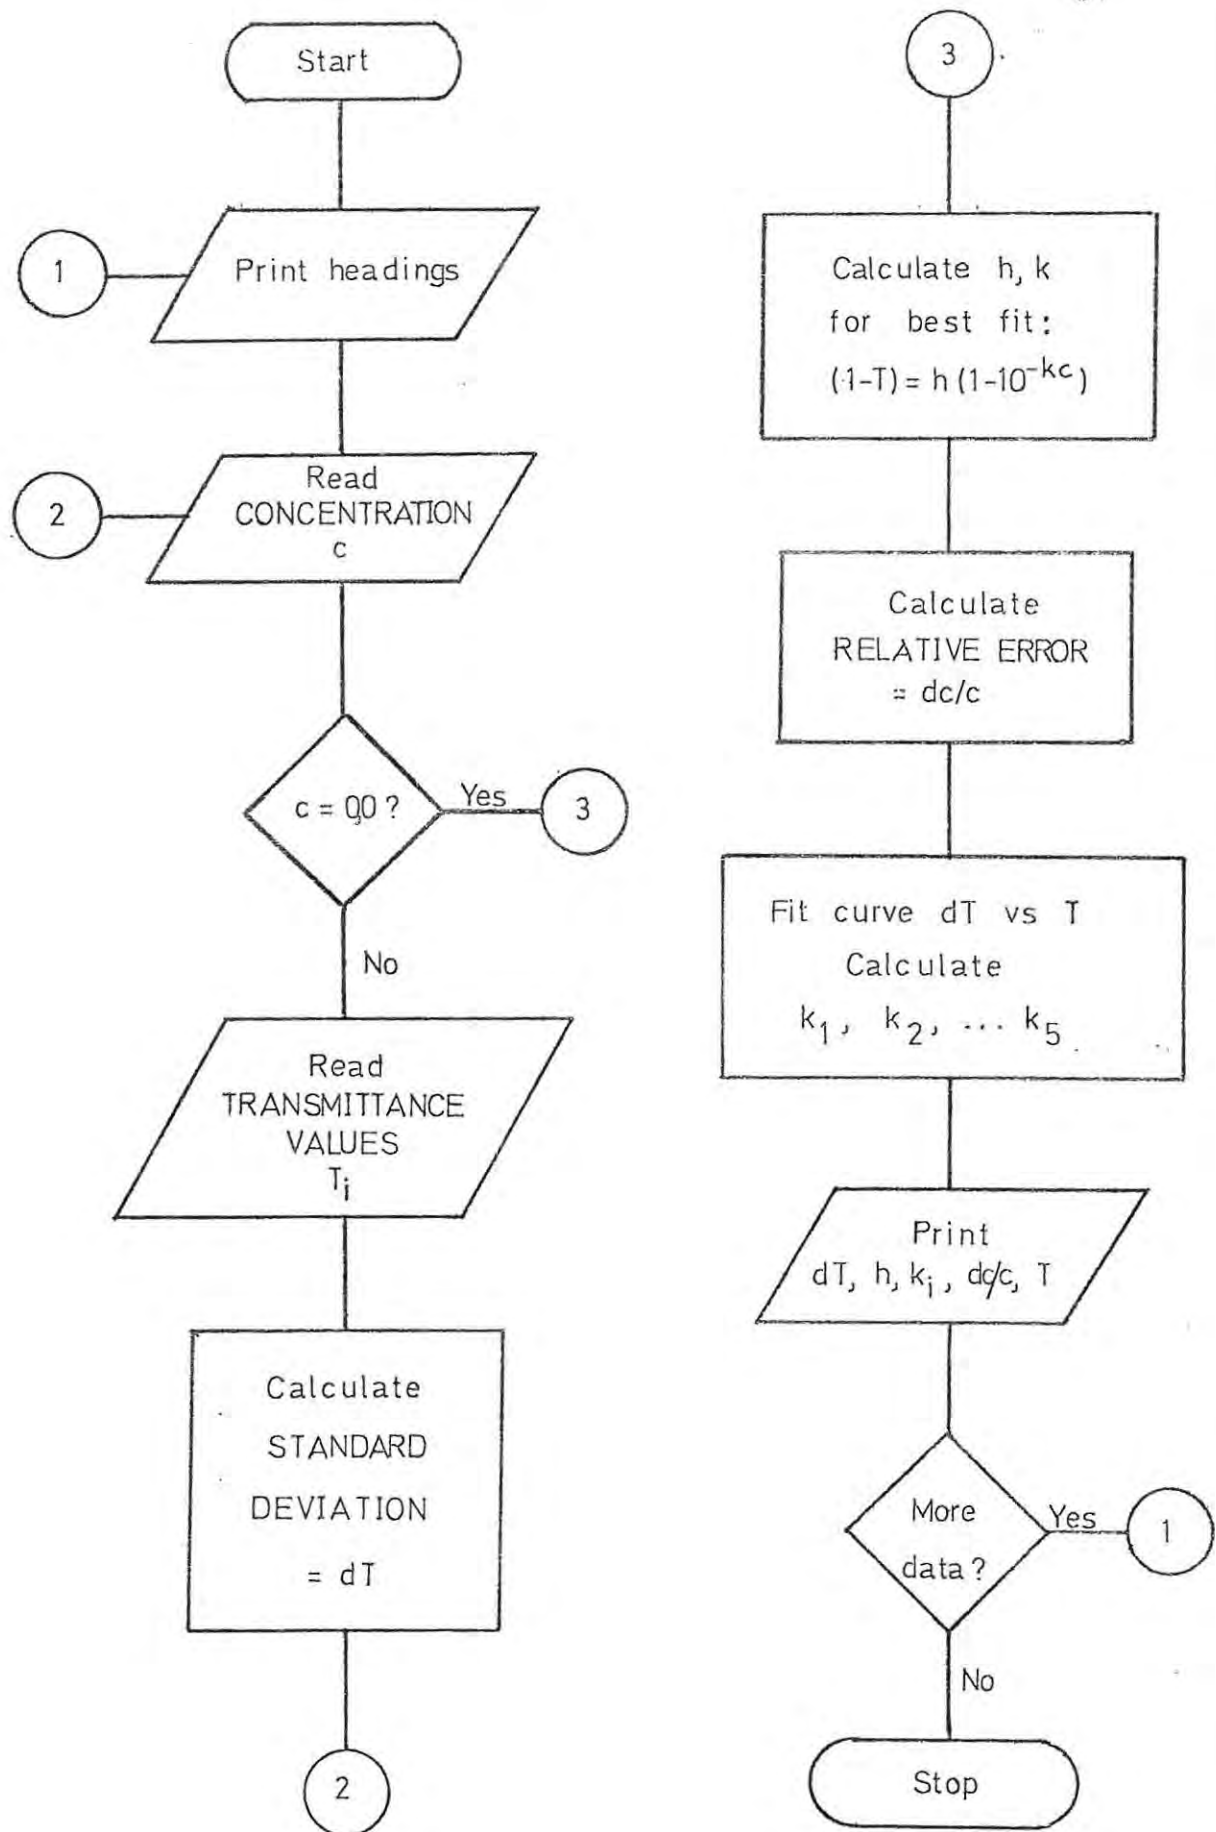 Start
1
Print headings
2
Read
CONCENTRATION
c
c = 0,0 ?
Yes
3
No
Read
TRANSMITTANCE
VALUES
Ti
Calculate
STANDARD
DEVIATION
= dT
2
3
Calculate h, k
for best fit:
(1-T) = h (1-10^-kc)
Calculate
RELATIVE ERROR
= dc/c
Fit curve dT vs T
Calculate
k1, k2, ... k5
Print
dT, h, ki, dc/c, T
More
data?
Yes
1
No
Stop